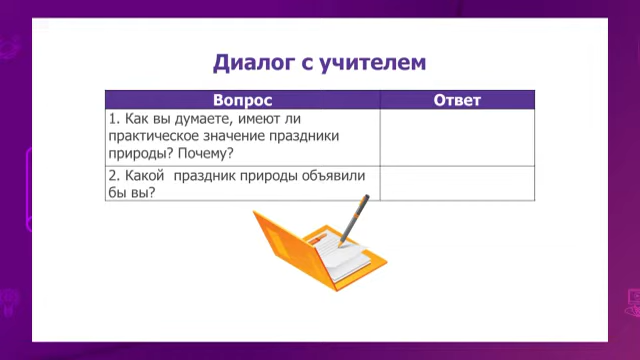 Диалог с учителем
Вопрос
Ответ
1. Как вы думаете, имеют ли
практическое значение праздники
природы? Почему?
2. Какой праздник природы объявили
бы вы?